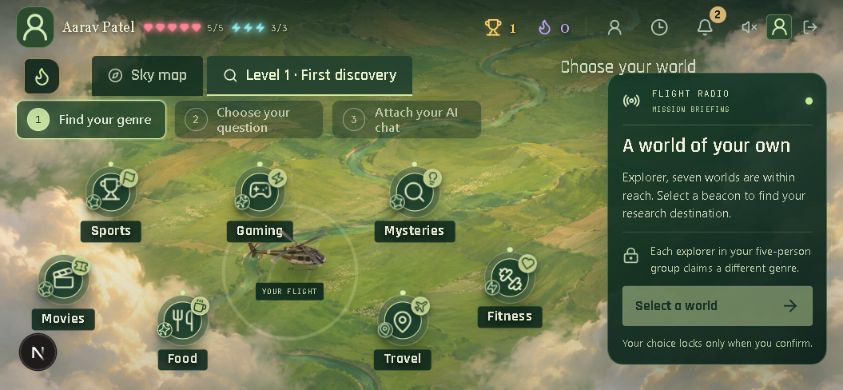 Aarav Patel
5/5
3/3
1
0
2
Sky map
Level 1 · First discovery
Choose your world
1 Find your genre
2 Choose your
question
3 Attach your AI
chat
FLIGHT RADIO
MISSION BRIEFING
A world of your own
Explorer, seven worlds are within
reach. Select a beacon to find your
research destination.
Each explorer in your five-person
group claims a different genre.
Select a world
Your choice locks only when you confirm.
Sports
Gaming
Mysteries
YOUR FLIGHT
Movies
Fitness
Food
Travel
N